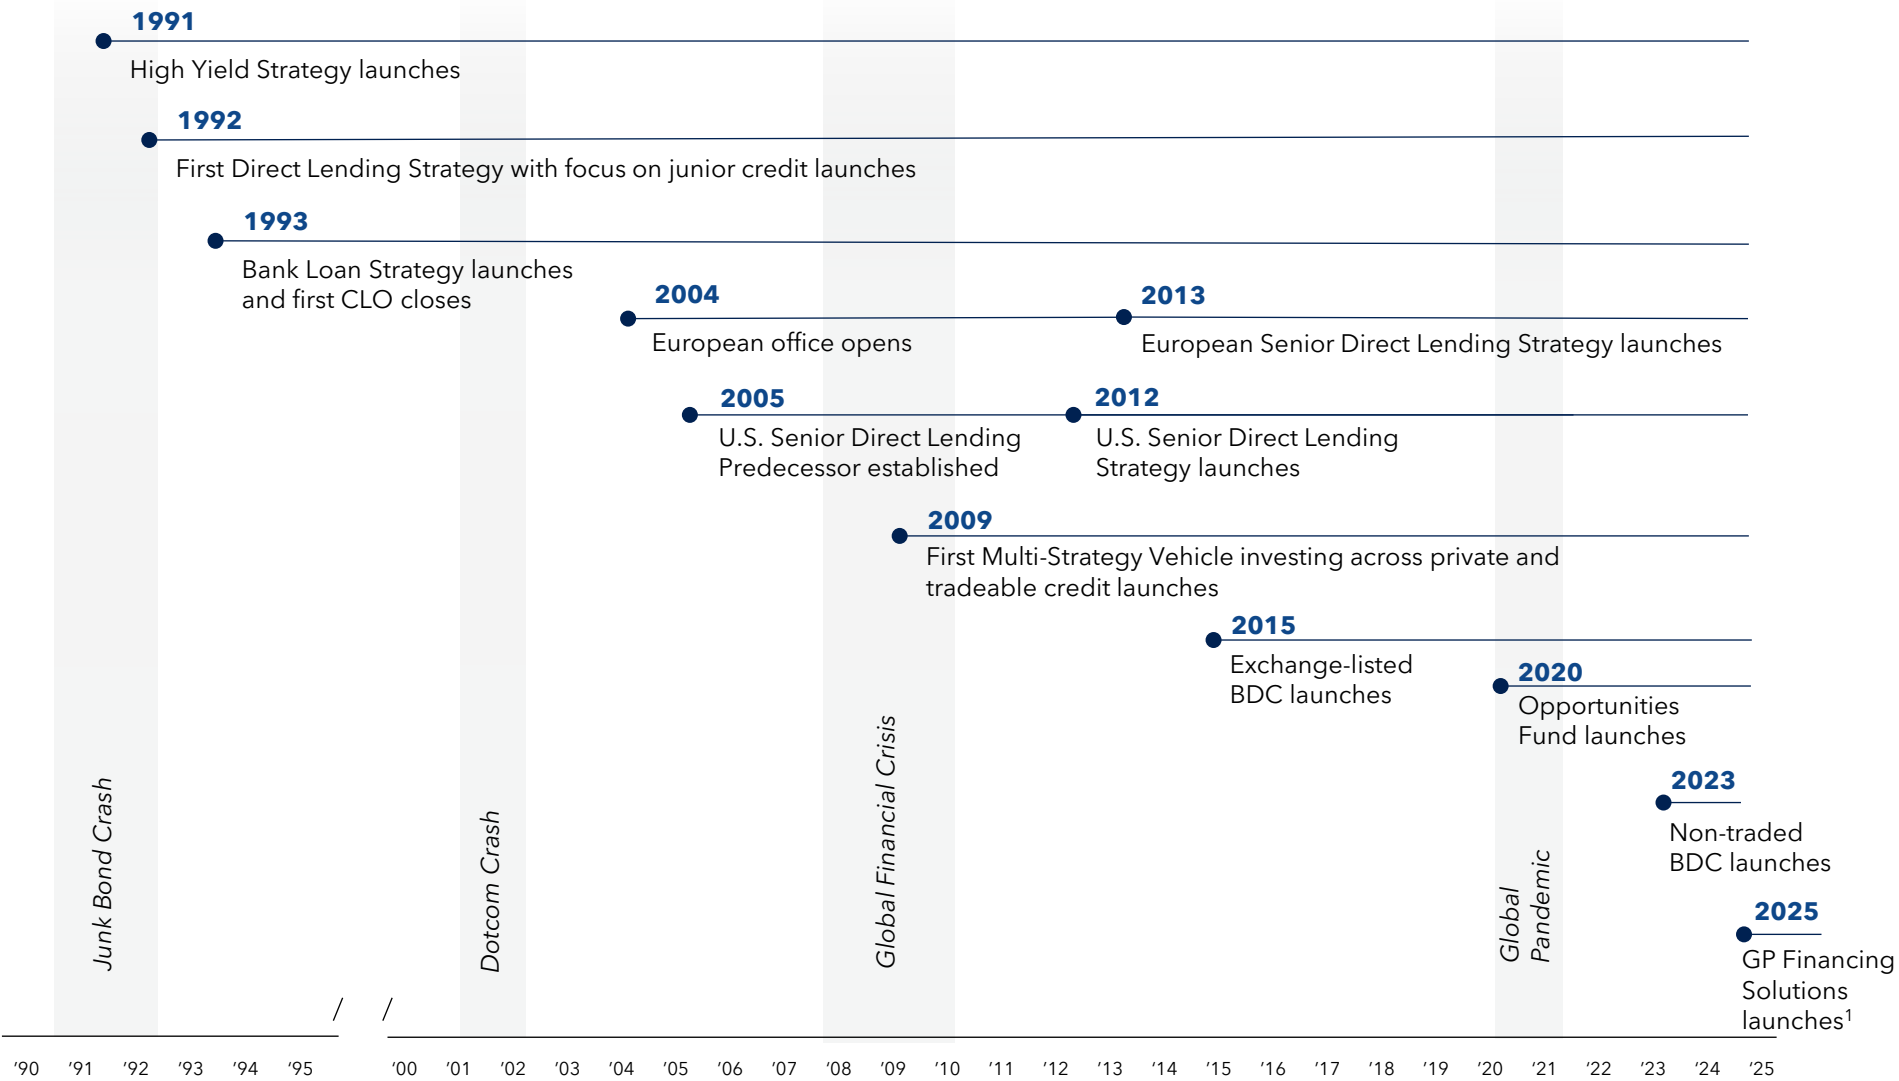 1991
High Yield Strategy launches
1992
First Direct Lending Strategy with focus on junior credit launches
1993
Bank Loan Strategy launches
and first CLO closes
2004
European office opens
2013
European Senior Direct Lending Strategy launches
2005
U.S. Senior Direct Lending
Predecessor established
2012
U.S. Senior Direct Lending
Strategy launches
2009
First Multi-Strategy Vehicle investing across private and
tradeable credit launches
2015
Exchange-listed
BDC launches
2020
Opportunities
Fund launches
2023
Non-traded
BDC launches
2025
GP Financing
Solutions
launches¹
Junk Bond Crash
Dotcom Crash
Global Financial Crisis
Global
Pandemic
/ /
‘90 ‘91 ‘92 ‘93 ‘94 ‘95 ‘00 ‘01 ‘02 ‘03 ‘04 ‘05 ‘06 ‘07 ‘08 ‘09 ‘10 ‘11 ‘12 ‘13 ‘14 ‘15 ‘16 ‘17 ‘18 ‘19 ‘20 ‘21 ‘22 ‘23 ‘24 ‘25